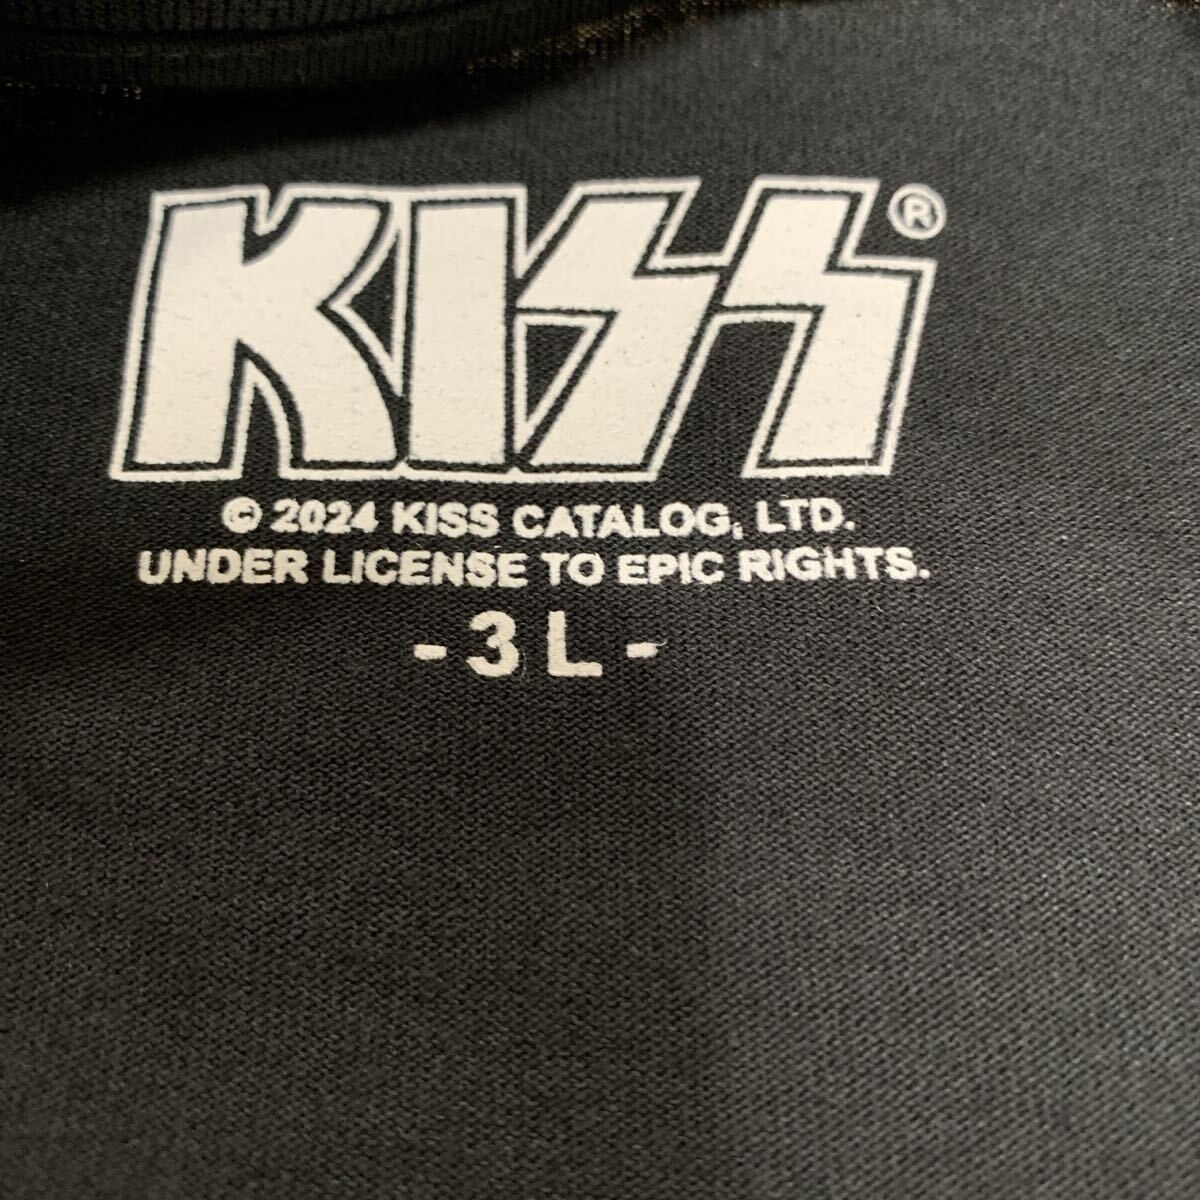 KISS®
© 2024 KISS CATALOG, LTD.
UNDER LICENSE TO EPIC RIGHTS.
- 3L -